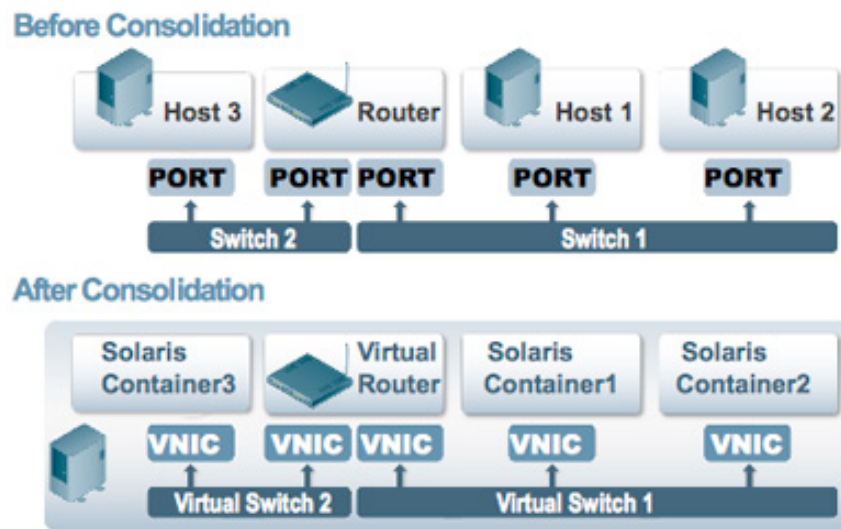 Before Consolidation
Host 3
Router
Host 1
Host 2
PORT PORT PORT PORT PORT
Switch 2
Switch 1
After Consolidation
Solaris
Container3
Virtual
Router
Solaris
Container1
Solaris
Container2
VNIC VNIC VNIC VNIC VNIC
Virtual Switch 2
Virtual Switch 1